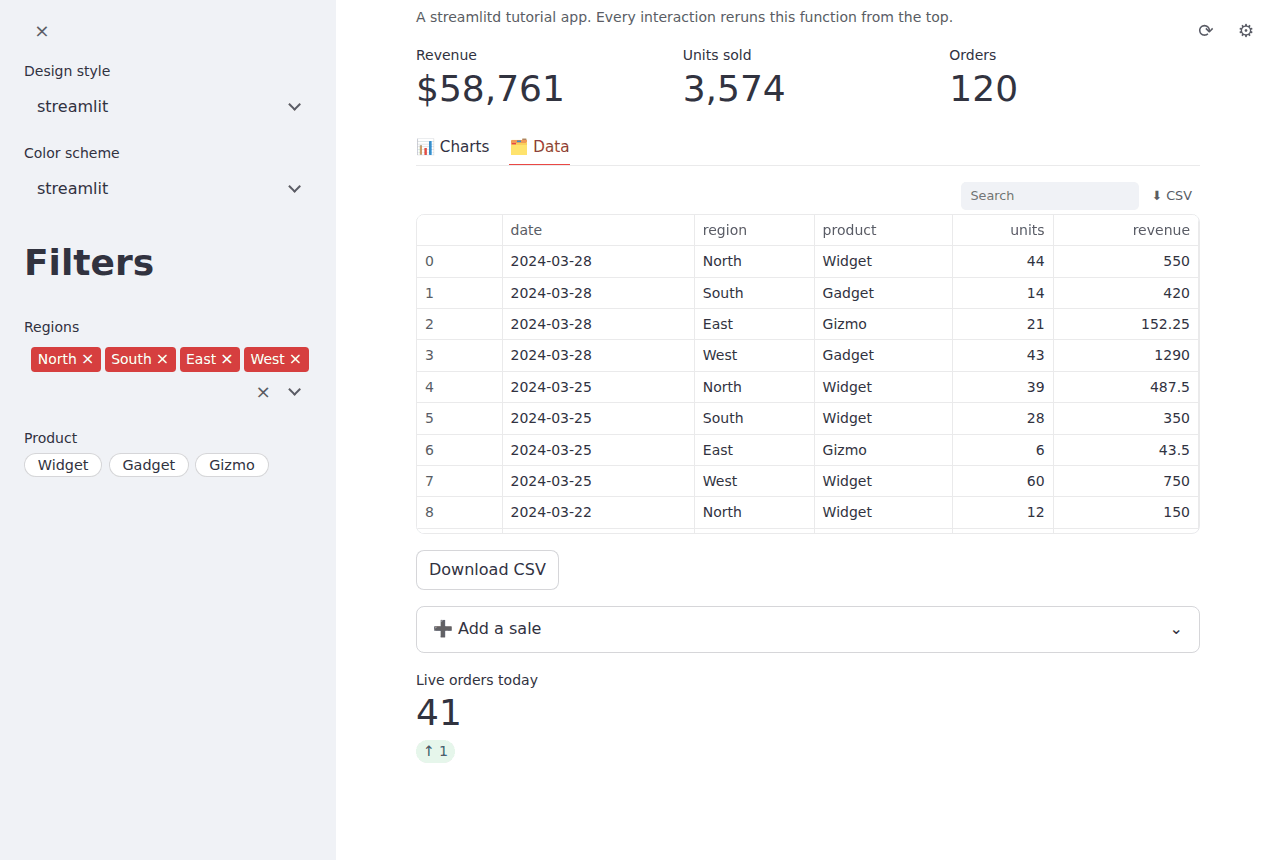 ✕
Design style
streamlit
Color scheme
streamlit
Filters
Regions
North ✕ South ✕ East ✕ West ✕
✕
Product
Widget Gadget Gizmo
A streamlitd tutorial app. Every interaction reruns this function from the top.
⟳ ⚙
Revenue Units sold Orders
$58,761 3,574 120
📊 Charts 🗂️ Data
Search ⬇ CSV
date region product units revenue
0 2024-03-28 North Widget 44 550
1 2024-03-28 South Gadget 14 420
2 2024-03-28 East Gizmo 21 152.25
3 2024-03-28 West Gadget 43 1290
4 2024-03-25 North Widget 39 487.5
5 2024-03-25 South Widget 28 350
6 2024-03-25 East Gizmo 6 43.5
7 2024-03-25 West Widget 60 750
8 2024-03-22 North Widget 12 150
Download CSV
➕ Add a sale
Live orders today
41
↑ 1